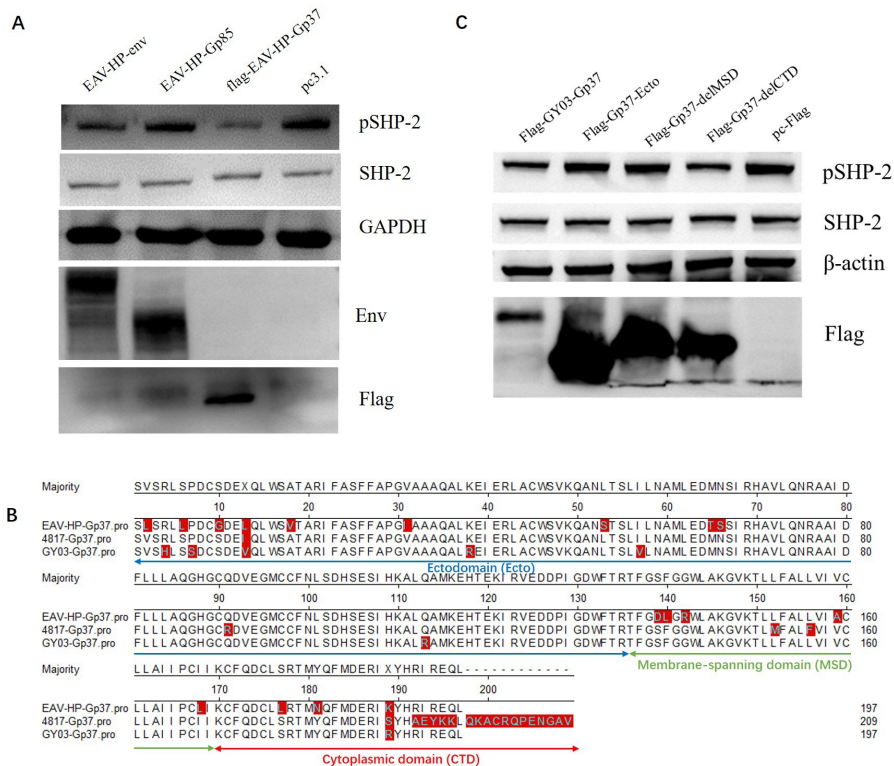 A
EAV-HP-env
EAV-HP-Gp85
flag-EAV-HP-Gp37
pc3.1
pSHP-2
SHP-2
GAPDH
Env
Flag
C
Flag-GY03-Gp37
Flag-Gp37-Ecto
Flag-Gp37-delMSD
Flag-Gp37-delCTD
pc-Flag
pSHP-2
SHP-2
β-actin
Flag
B
Majority SVSRLSPDCSDEXQLWSATARIFASFFAPGVAAAQALKEIERLACWSVKQANLTSLILNAMLEDMNSIRHAVLQNRAAID
10 20 30 40 50 60 70 80
EAV-HP-Gp37.pro SLSRLLPDCGDELQLWSVTARIFASFFAPGIAAAQALKEIERLACWSVKQANSTSLILNAMLEDTSSIRHAVLQNRAAID 80
4817-Gp37.pro SVSRLSPDCSDEIQLWSATARIFASFFAPGVAAAQALKEIERLACWSVKQANLTSLILNAMLEDMNSIRHAVLQNRAAID 80
GY03-Gp37.pro SVSHLSSDCSDEVQLWSATARIFASFFAPGVAAAQALREIERLACWSVKQANLTSLVLNAMLEDMNSIRHAVLQNRAAID 80
Ectodomain (Ecto)
Majority FLLLAQGHGCQDVEGMCCFNLSDHSESIHKALQAMKEHTEKIRVEDDPIGDWFTRTFGSFGGWLAKGVKTLLFALLVIVC
90 100 110 120 130 140 150 160
EAV-HP-Gp37.pro FLLLAQGHGCQDVEGMCCFNLSDHSESIHKALQAMKEHTEKIRVEDDPIGDWFTRTFGDLGRWLAKGVKTLLFALLVIAC 160
4817-Gp37.pro FLLLAQGHGCRDVEGMCCFNLSDHSESIHKALQAMKEHTEKIRVEDDPIGDWFTRTFGSFGGWLAKGVKTLMFALFVIVC 160
GY03-Gp37.pro FLLLAQGHGCQDVEGMCCFNLSDHSESIHKALRAMKEHTEKIRVEDDPIGDWFTRTFGSFGGWLAKGVKTLLFALLVIVC 160
Membrane-spanning domain (MSD)
Majority LLAIIPCIIKCFQDCLSRTMYQFMDERIXYHRIREQL------------
170 180 190 200
EAV-HP-Gp37.pro LLAIIPCLIKCFQDCLLRTMNQFMDERIKYHRIREQL 197
4817-Gp37.pro LLAIIPCIIKCFQDCLSRTMYQFMDERISYHAEYKKLQKACRQPENGAV 209
GY03-Gp37.pro LLAIIPCIIKCFQDCLSRTMYQFMDERIRYHRIREQL 197
Cytoplasmic domain (CTD)